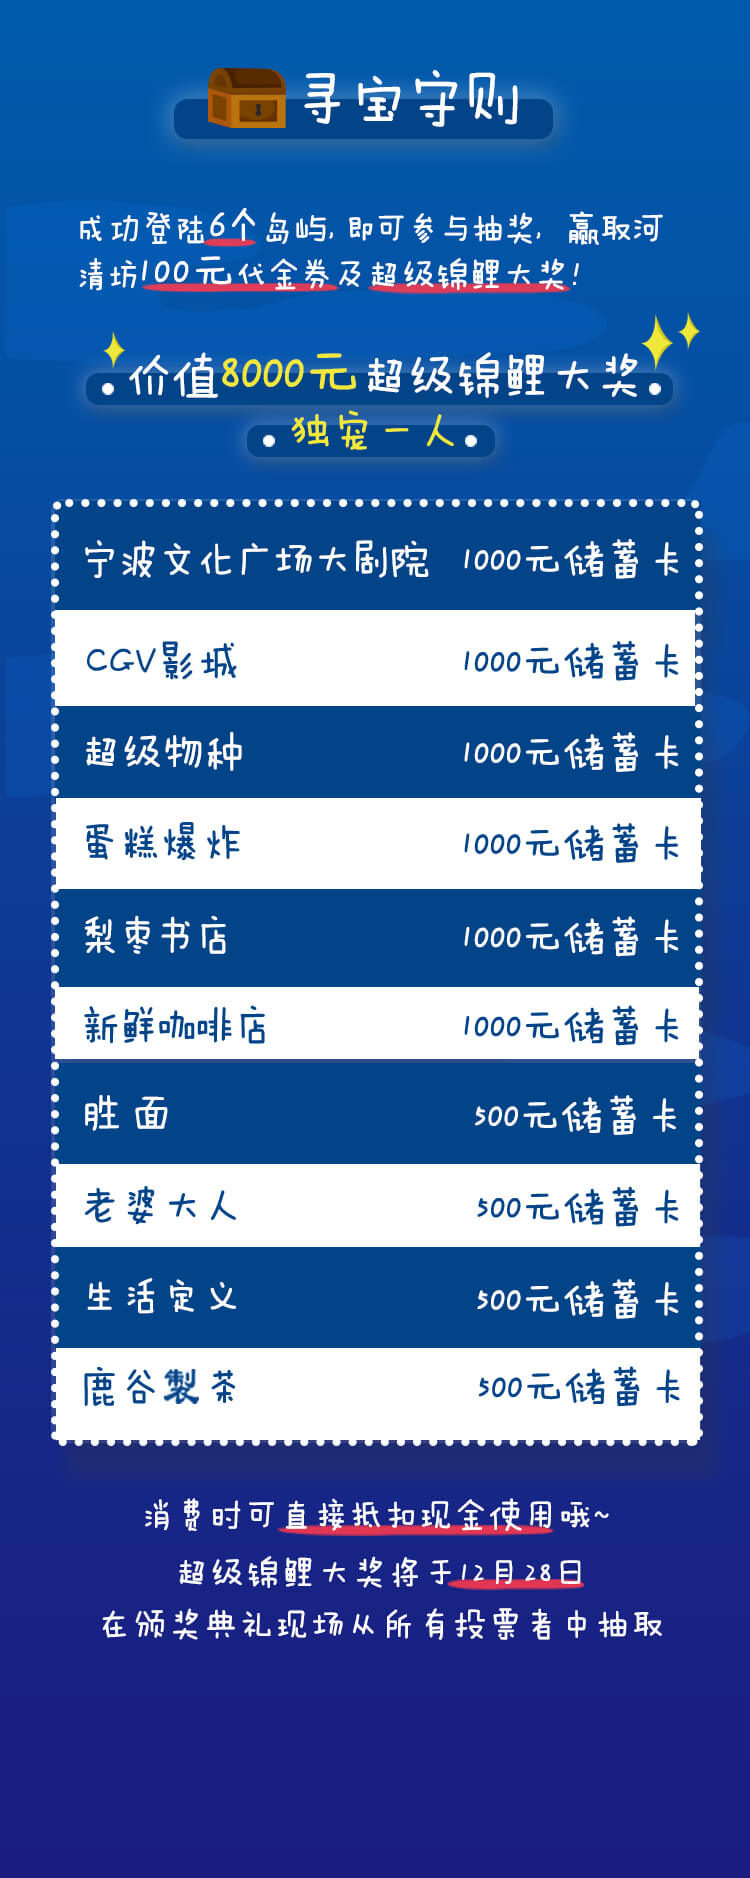 寻宝守则
成功登陆6个岛屿, 即可参与抽奖, 赢取河
清坊100元代金券及超级锦鲤大奖!
价值8000元超级锦鲤大奖
独宠一人
宁波文化广场大剧院 1000元储蓄卡
CGV影城 1000元储蓄卡
超级物种 1000元储蓄卡
蛋糕爆炸 1000元储蓄卡
梨枣书店 1000元储蓄卡
新鲜咖啡店 1000元储蓄卡
胜面 500元储蓄卡
老婆大人 500元储蓄卡
生活定义 500元储蓄卡
鹿谷製茶 500元储蓄卡
消费时可直接抵扣现金使用哦~
超级锦鲤大奖将于12月28日
在颁奖典礼现场从所有投票者中抽取